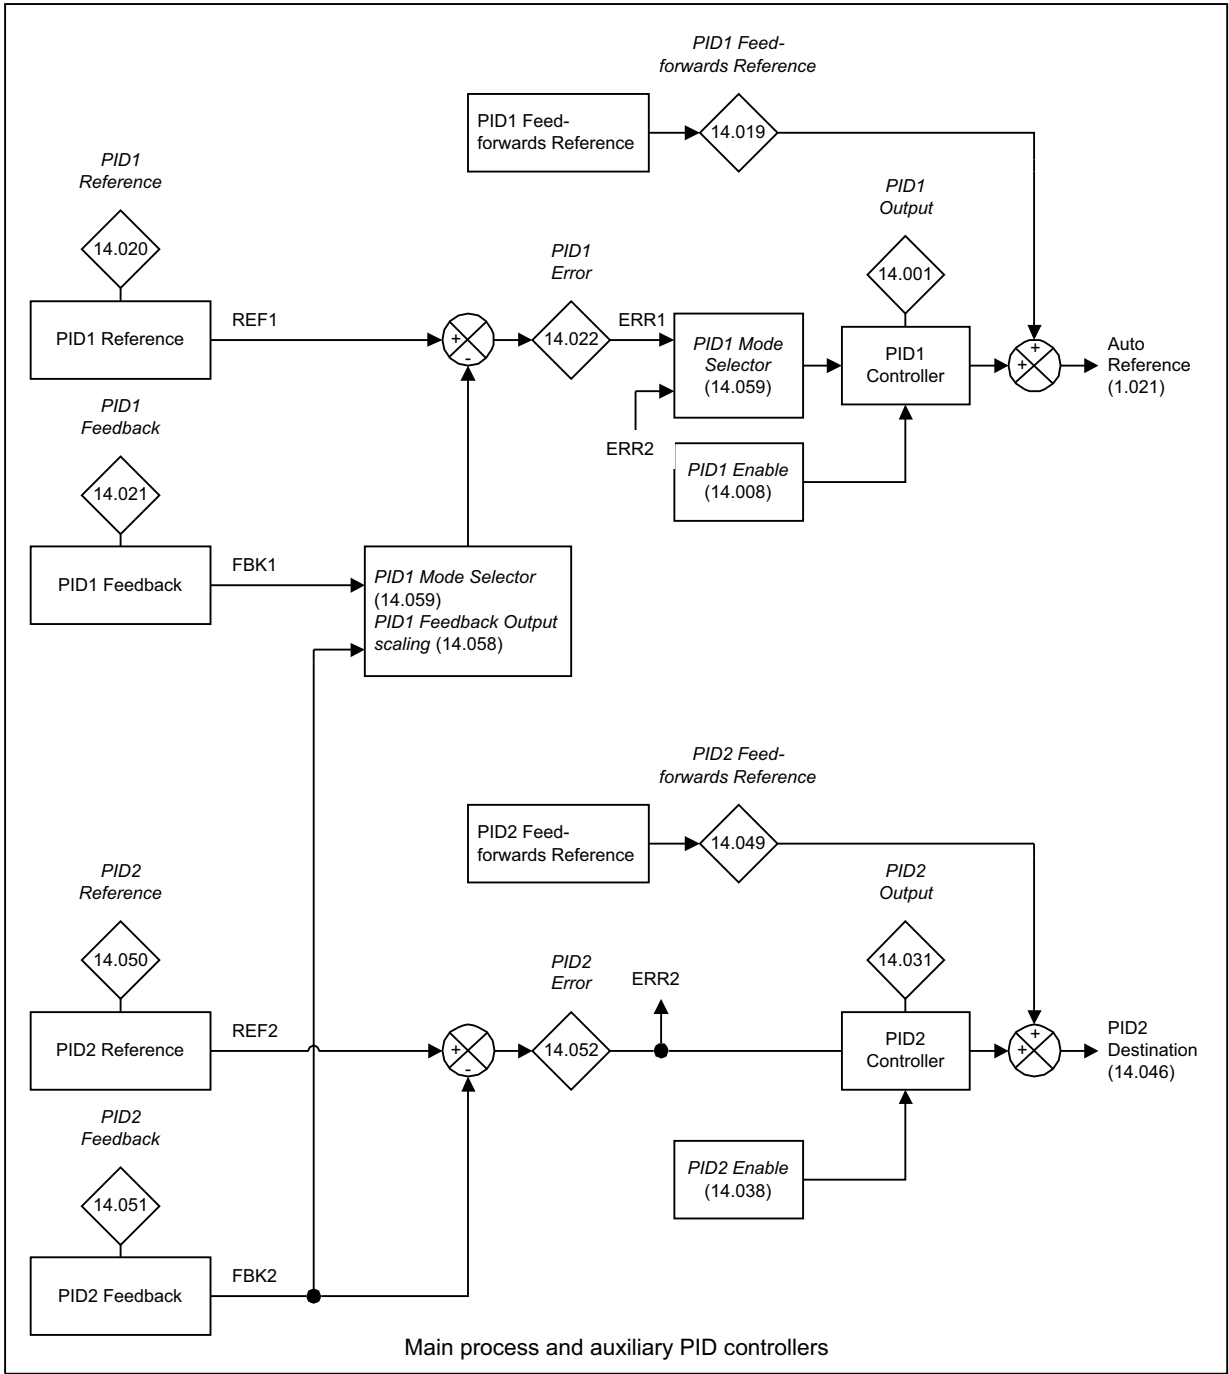 PID1 Feed-
forwards Reference
PID1 Feed-
forwards Reference
14.019
PID1
Reference
14.020
PID1
Output
14.001
PID1
Error
14.022
PID1 Reference
REF1
+
-
ERR1
PID1 Mode
Selector
(14.059)
ERR2
PID1
Controller
+
+
Auto
Reference
(1.021)
PID1 Enable
(14.008)
PID1
Feedback
14.021
PID1 Feedback
FBK1
PID1 Mode Selector
(14.059)
PID1 Feedback Output
scaling (14.058)
PID2 Feed-
forwards Reference
PID2 Feed-
forwards Reference
14.049
PID2
Reference
14.050
PID2
Output
14.031
PID2
Error
14.052
ERR2
PID2 Reference
REF2
+
-
PID2
Controller
+
+
PID2
Destination
(14.046)
PID2 Enable
(14.038)
PID2
Feedback
14.051
PID2 Feedback
FBK2
Main process and auxiliary PID controllers